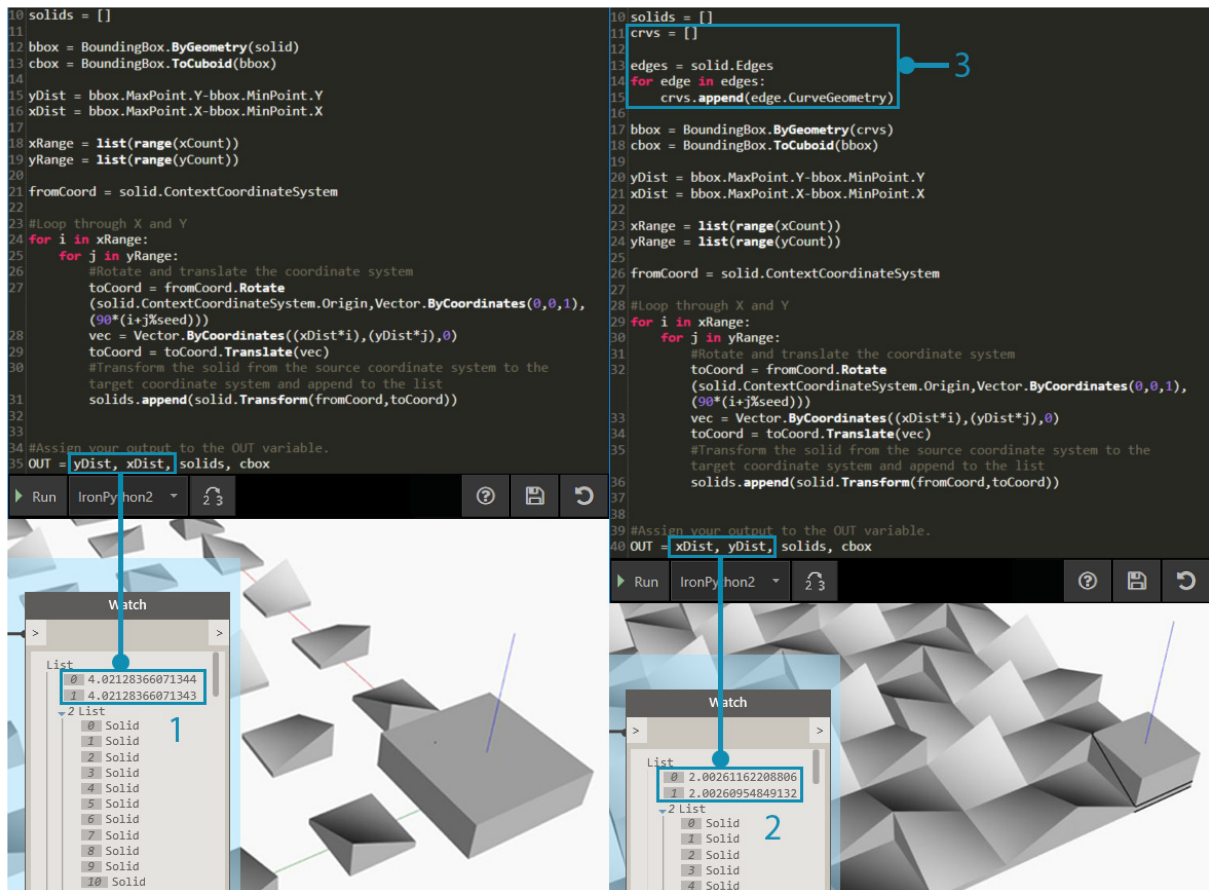 10 solids = []
11
12 bbox = BoundingBox.ByGeometry(solid)
13 cbox = BoundingBox.ToCuboid(bbox)
14
15 yDist = bbox.MaxPoint.Y-bbox.MinPoint.Y
16 xDist = bbox.MaxPoint.X-bbox.MinPoint.X
17
18 xRange = list(range(xCount))
19 yRange = list(range(yCount))
20
21 fromCoord = solid.ContextCoordinateSystem
22
23 #Loop through X and Y
24 for i in xRange:
25     for j in yRange:
26         #Rotate and translate the coordinate system
27         toCoord = fromCoord.Rotate
(solid.ContextCoordinateSystem.Origin,Vector.ByCoordinates(0,0,1),
(90*(i+j%seed)))
28         vec = Vector.ByCoordinates((xDist*i),(yDist*j),0)
29         toCoord = toCoord.Translate(vec)
30         #Transform the solid from the source coordinate system to the
target coordinate system and append to the list
31         solids.append(solid.Transform(fromCoord,toCoord))
32
33
34 #Assign your output to the OUT variable.
35 OUT = yDist, xDist, solids, cbox
Run IronPython2 2 3
Watch
> >
List
0 4.02128366071344
1 4.02128366071343
2 List
0 Solid
1 Solid
2 Solid
3 Solid
4 Solid
5 Solid
6 Solid
7 Solid
8 Solid
9 Solid
10 Solid
1
10 solids = []
11 crvs = []
12
13 edges = solid.Edges
14 for edge in edges:
15     crvs.append(edge.CurveGeometry)
3
16
17 bbox = BoundingBox.ByGeometry(crvs)
18 cbox = BoundingBox.ToCuboid(bbox)
19
20 yDist = bbox.MaxPoint.Y-bbox.MinPoint.Y
21 xDist = bbox.MaxPoint.X-bbox.MinPoint.X
22
23 xRange = list(range(xCount))
24 yRange = list(range(yCount))
25
26 fromCoord = solid.ContextCoordinateSystem
27
28 #Loop through X and Y
29 for i in xRange:
30     for j in yRange:
31         #Rotate and translate the coordinate system
32         toCoord = fromCoord.Rotate
(solid.ContextCoordinateSystem.Origin,Vector.ByCoordinates(0,0,1),
(90*(i+j%seed)))
33         vec = Vector.ByCoordinates((xDist*i),(yDist*j),0)
34         toCoord = toCoord.Translate(vec)
35         #Transform the solid from the source coordinate system to the
target coordinate system and append to the list
36         solids.append(solid.Transform(fromCoord,toCoord))
37
38
39 #Assign your output to the OUT variable.
40 OUT = xDist, yDist, solids, cbox
Run IronPython2 2 3
Watch
> >
List
0 2.00261162208806
1 2.00260954849132
2 List
0 Solid
1 Solid
2 Solid
3 Solid
4 Solid
2